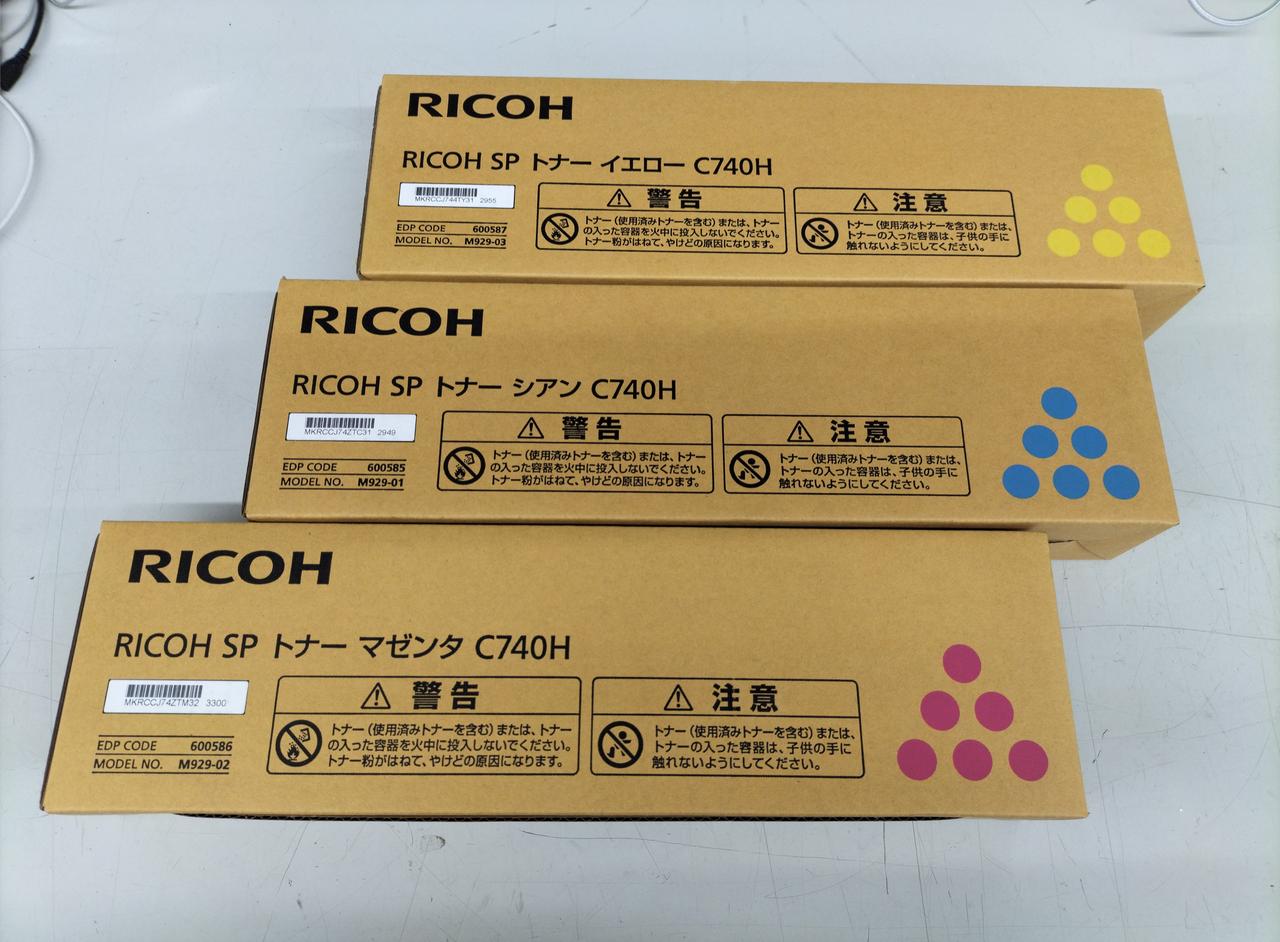 RICOH
RICOH SP トナー イエロー C740H
MKRCCJ744TY31 2955
EDP CODE 600587
MODEL NO. M929-03
警告
トナー(使用済みトナーを含む)または、トナー
の入った容器を火中に投入しないでください。
トナー粉がはねて、やけどの原因になります。
注意
トナー(使用済みトナーを含む)または、
トナーの入った容器は、子供の手に
触れないようにしてください。
RICOH
RICOH SP トナー シアン C740H
MKRCCJ74ZTC31 2949
EDP CODE 600585
MODEL NO. M929-01
警告
トナー(使用済みトナーを含む)または、トナー
の入った容器を火中に投入しないでください。
トナー粉がはねて、やけどの原因になります。
注意
トナー(使用済みトナーを含む)または、
トナーの入った容器は、子供の手に
触れないようにしてください。
RICOH
RICOH SP トナー マゼンタ C740H
MKRCCJ74ZTM32 3300
EDP CODE 600586
MODEL NO. M929-02
警告
トナー(使用済みトナーを含む)または、トナー
の入った容器を火中に投入しないでください。
トナー粉がはねて、やけどの原因になります。
注意
トナー(使用済みトナーを含む)または、
トナーの入った容器は、子供の手に
触れないようにしてください。